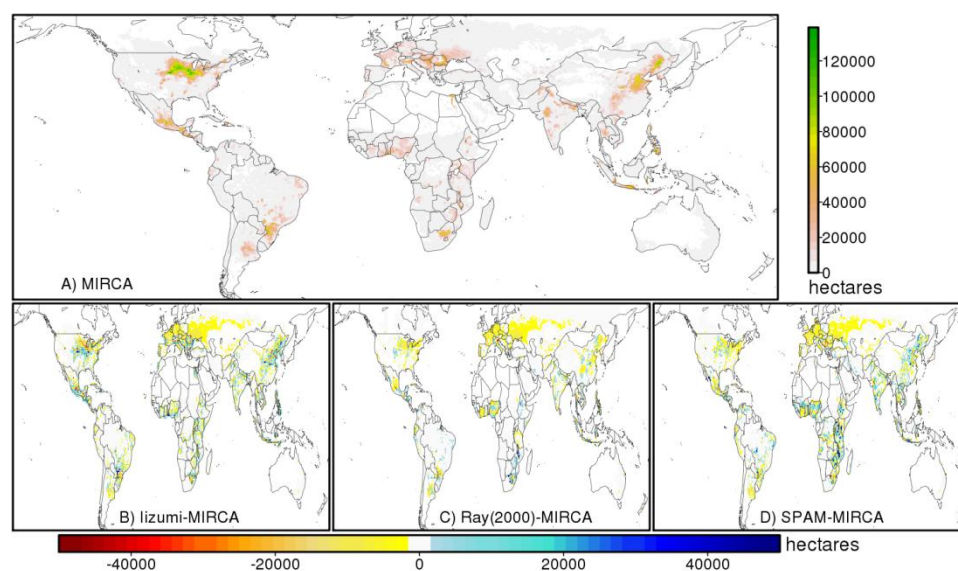 120000
100000
80000
60000
40000
20000
0
hectares
A) MIRCA
B) Iizumi-MIRCA
C) Ray(2000)-MIRCA
D) SPAM-MIRCA
-40000 -20000 0 20000 40000 hectares